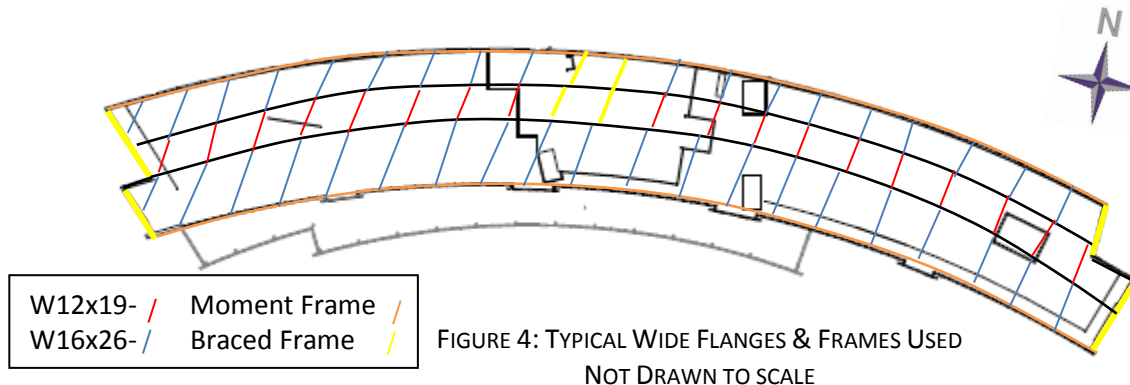 N
W12x19- / Moment Frame /
W16x26- / Braced Frame /
FIGURE 4: TYPICAL WIDE FLANGES & FRAMES USED
NOT DRAWN TO SCALE